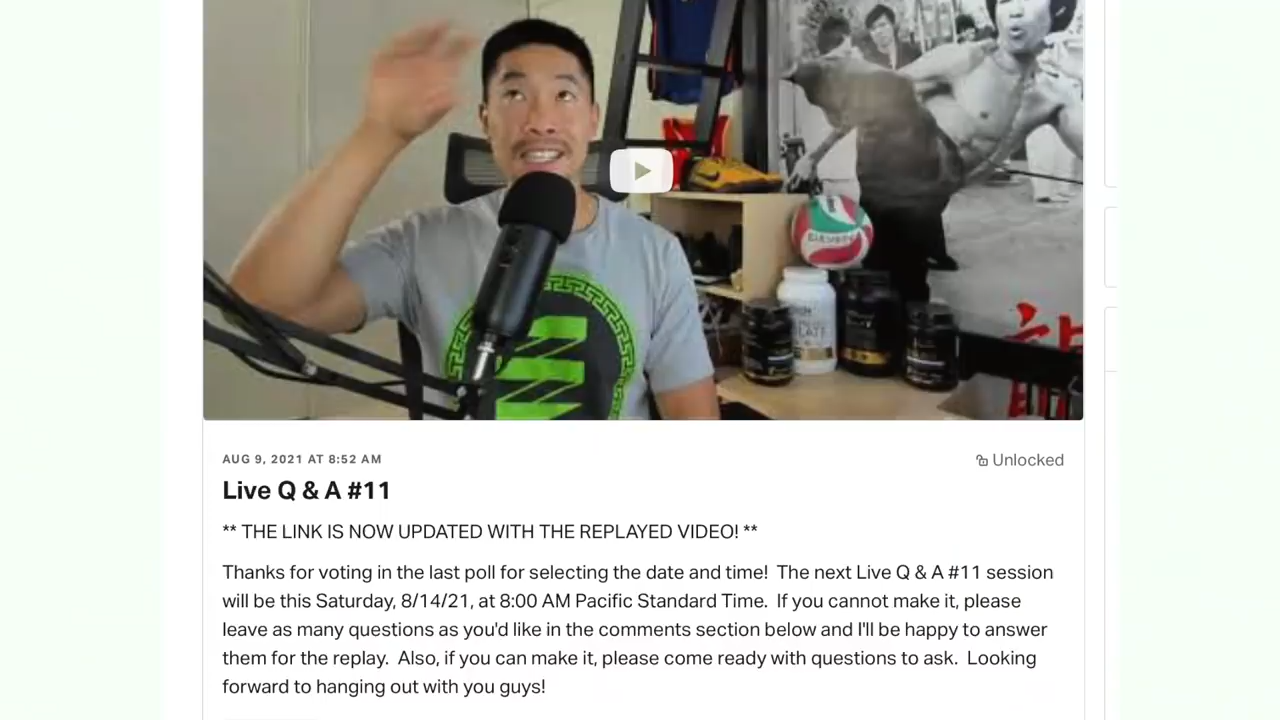 AUG 9, 2021 AT 8:52 AM
Unlocked
Live Q & A #11
** THE LINK IS NOW UPDATED WITH THE REPLAYED VIDEO! **
Thanks for voting in the last poll for selecting the date and time!  The next Live Q & A #11 session
will be this Saturday, 8/14/21, at 8:00 AM Pacific Standard Time.  If you cannot make it, please
leave as many questions as you'd like in the comments section below and I'll be happy to answer
them for the replay.  Also, if you can make it, please come ready with questions to ask.  Looking
forward to hanging out with you guys!